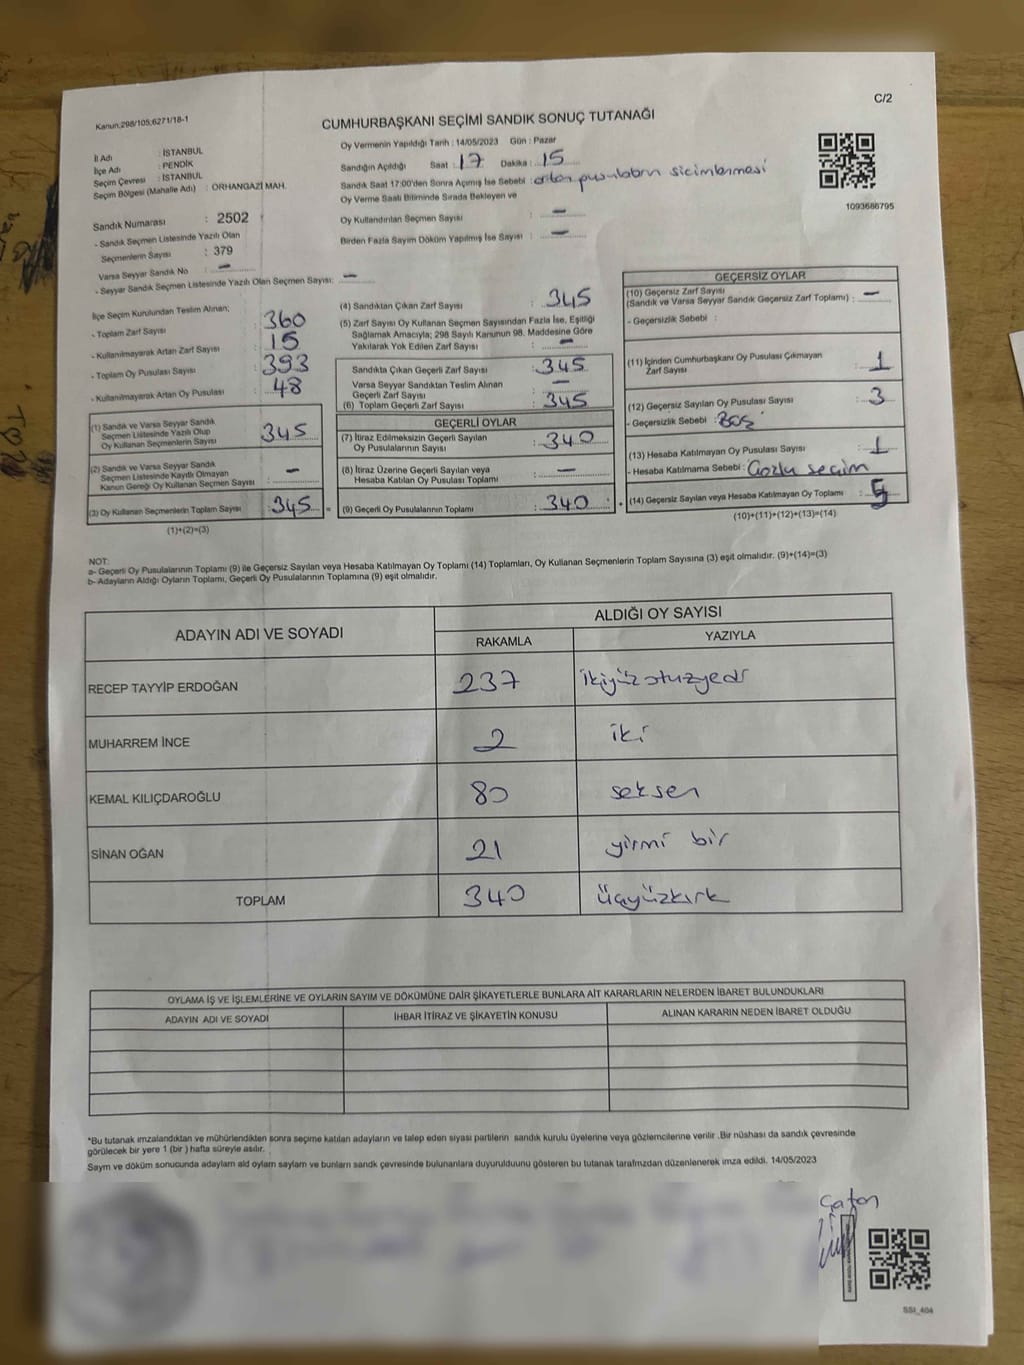 C/2
Kanun:298/105;6271/18-1
CUMHURBAŞKANI SEÇİMİ SANDIK SONUÇ TUTANAĞI
İl Adı : İSTANBUL
İlçe Adı : PENDİK
Seçim Çevresi : İSTANBUL
Seçim Bölgesi (Mahalle Adı) : ORHANGAZİ MAH.
Sandık Numarası : 2502
- Sandık Seçmen Listesinde Yazılı Olan
Seçmenlerin Sayısı : 379
Varsa Seyyar Sandık No : –
- Seyyar Sandık Seçmen Listesinde Yazılı Olan Seçmen Sayısı: –
Oy Vermenin Yapıldığı Tarih : 14/05/2023 Gün : Pazar
Sandığın Açıldığı Saat : 17 Dakika : 15
Sandık Saat 17:00'den Sonra Açımış İse Sebebi :
Oy Verme Saati Bitiminde Sırada Bekleyen ve
Oy Kullandırılan Seçmen Sayısı : –
Birden Fazla Sayım Döküm Yapılmış İse Sayısı : –
1093686795
İlçe Seçim Kurulundan Teslim Alınan;
- Toplam Zarf Sayısı : 360
- Kullanılmayarak Artan Zarf Sayısı : 15
- Toplam Oy Pusulası Sayısı : 393
- Kullanılmayarak Artan Oy Pusulası : 48
(1) Sandık ve Varsa Seyyar Sandık
Seçmen Listesinde Yazılı Olup
Oy Kullanan Seçmenlerin Sayısı : 345
(2) Sandık ve Varsa Seyyar Sandık
Seçmen Listesinde Kayıtlı Olmayan
Kanun Gereği Oy Kullanan Seçmen Sayısı : –
(3) Oy Kullanan Seçmenlerin Toplam Sayısı : 345 =
(1)+(2)=(3)
(4) Sandıktan Çıkan Zarf Sayısı : 345
(5) Zarf Sayısı Oy Kullanan Seçmen Sayısından Fazla İse, Eşitliği
Sağlamak Amacıyla; 298 Sayılı Kanunun 98. Maddesine Göre
Yakılarak Yok Edilen Zarf Sayısı : –
Sandıkta Çıkan Geçerli Zarf Sayısı : 345
Varsa Seyyar Sandıktan Teslim Alınan
Geçerli Zarf Sayısı : –
(6) Toplam Geçerli Zarf Sayısı : 345
GEÇERLİ OYLAR
(7) İtiraz Edilmeksizin Geçerli Sayılan
Oy Pusulalarının Sayısı : 340
(8) İtiraz Üzerine Geçerli Sayılan veya
Hesaba Katılan Oy Pusulası Toplamı : –
(9) Geçerli Oy Pusulalarının Toplamı : 340 +
GEÇERSİZ OYLAR
(10) Geçersiz Zarf Sayısı
(Sandık ve Varsa Seyyar Sandık Geçersiz Zarf Toplamı) : –
- Geçersizlik Sebebi :
(11) İçinden Cumhurbaşkanı Oy Pusulası Çıkmayan
Zarf Sayısı : 1
(12) Geçersiz Sayılan Oy Pusulası Sayısı : 3
- Geçersizlik Sebebi : Boş
(13) Hesaba Katılmayan Oy Pusulası Sayısı : 1
- Hesaba Katılmama Sebebi : seçim
(14) Geçersiz Sayılan veya Hesaba Katılmayan Oy Toplamı : 5
(10)+(11)+(12)+(13)=(14)
NOT:
a- Geçerli Oy Pusulalarının Toplamı (9) ile Geçersiz Sayılan veya Hesaba Katılmayan Oy Toplamı (14) Toplamları, Oy Kullanan Seçmenlerin Toplam Sayısına (3) eşit olmalıdır. (9)+(14)=(3)
b- Adayların Aldığı Oyların Toplamı, Geçerli Oy Pusulalarının Toplamına (9) eşit olmalıdır.
ADAYIN ADI VE SOYADI ALDIĞI OY SAYISI
RAKAMLA YAZIYLA
RECEP TAYYİP ERDOĞAN 237 ikiyüzotuzyedi
MUHARREM İNCE 2 iki
KEMAL KILIÇDAROĞLU 80 seksen
SİNAN OĞAN 21 yirmi bir
TOPLAM 340 üçyüzkırk
OYLAMA İŞ VE İŞLEMLERİNE VE OYLARIN SAYIM VE DÖKÜMÜNE DAİR ŞİKAYETLERLE BUNLARA AİT KARARLARIN NELERDEN İBARET BULUNDUKLARI
ADAYIN ADI VE SOYADI İHBAR İTİRAZ VE ŞİKAYETİN KONUSU ALINAN KARARIN NEDEN İBARET OLDUĞU
*Bu tutanak imzalandıktan ve mühürlendikten sonra seçime katılan adayların ve talep eden siyasi partilerin sandık kurulu üyelerine veya gözlemcilerine verilir .Bir nüshası da sandık çevresinde
görülecek bir yere 1 (bir ) hafta süreyle asılır.
Sayım ve döküm sonucunda adaylarn ald oylarn saylarn ve bunlarn sandk çevresinde bulunanlara duyurulduunu gösteren bu tutanak tarafmzdan düzenlenerek imza edildi. 14/05/2023
SSI_404